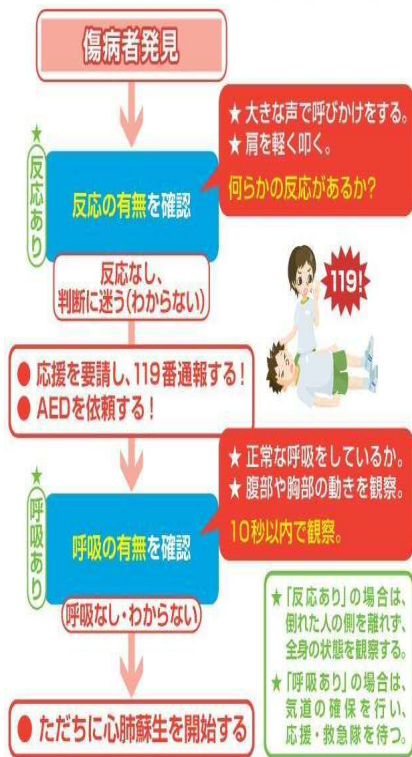 傷病者発見
★大きな声で呼びかけをする。
★肩を軽く叩く。
何らかの反応があるか?
★反応あり
反応の有無を確認
反応なし、
判断に迷う(わからない)
119!
●応援を要請し、119番通報する!
●AEDを依頼する!
★正常な呼吸をしているか。
★腹部や胸部の動きを観察。
10秒以内で観察。
★呼吸あり
呼吸の有無を確認
呼吸なし・わからない
★「反応あり」の場合は、
倒れた人の側を離れず、
全身の状態を観察する。
★「呼吸あり」の場合は、
気道の確保を行い、
応援・救急隊を待つ。
●ただちに心肺蘇生を開始する